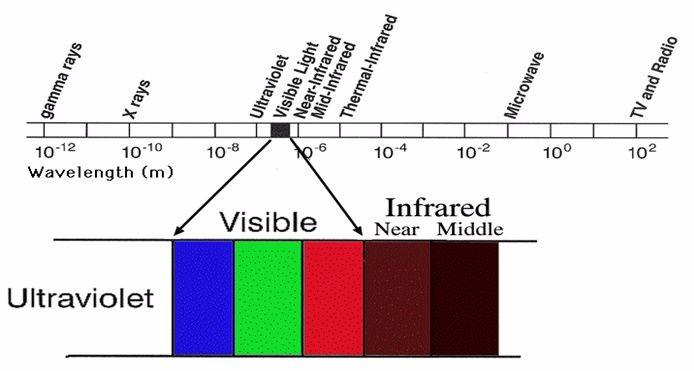 gamma rays
X rays
Ultraviolet
Visible Light
Near-Infrared
Mid-Infrared
Thermal-Infrared
Microwave
TV and Radio
10-12
10-10
10-8
10-6
10-4
10-2
100
102
Wavelength (m)
Visible
Infrared
Near Middle
Ultraviolet